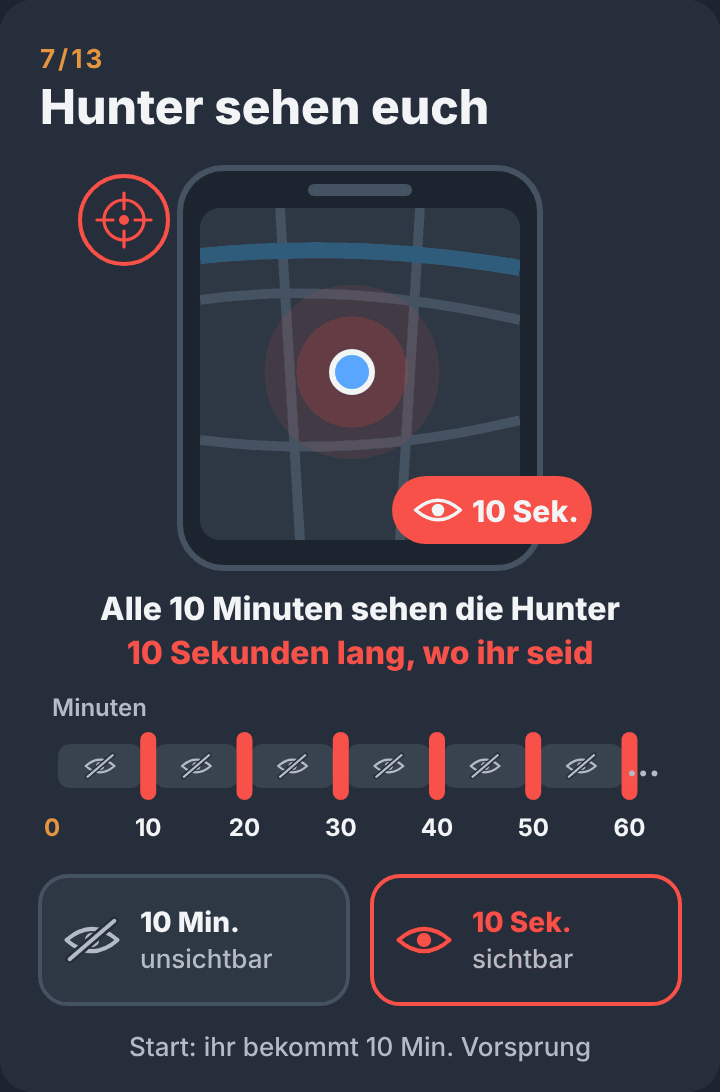 7/13
Hunter sehen euch
10 Sek.
Alle 10 Minuten sehen die Hunter
10 Sekunden lang, wo ihr seid
Minuten
...
0 10 20 30 40 50 60
10 Min.
unsichtbar
10 Sek.
sichtbar
Start: ihr bekommt 10 Min. Vorsprung